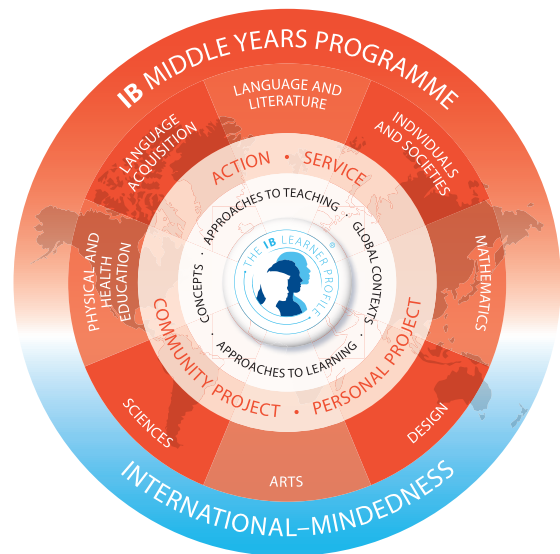 IB MIDDLE YEARS PROGRAMME
LANGUAGE AND
LITERATURE
INDIVIDUALS
AND SOCIETIES
MATHEMATICS
DESIGN
ARTS
SCIENCES
PHYSICAL AND
HEALTH
EDUCATION
LANGUAGE
ACQUISITION
ACTION • SERVICE
COMMUNITY PROJECT • PERSONAL PROJECT
APPROACHES TO TEACHING ·
GLOBAL CONTEXTS ·
APPROACHES TO LEARNING ·
CONCEPTS ·
THE IB LEARNER PROFILE ®
INTERNATIONAL–MINDEDNESS